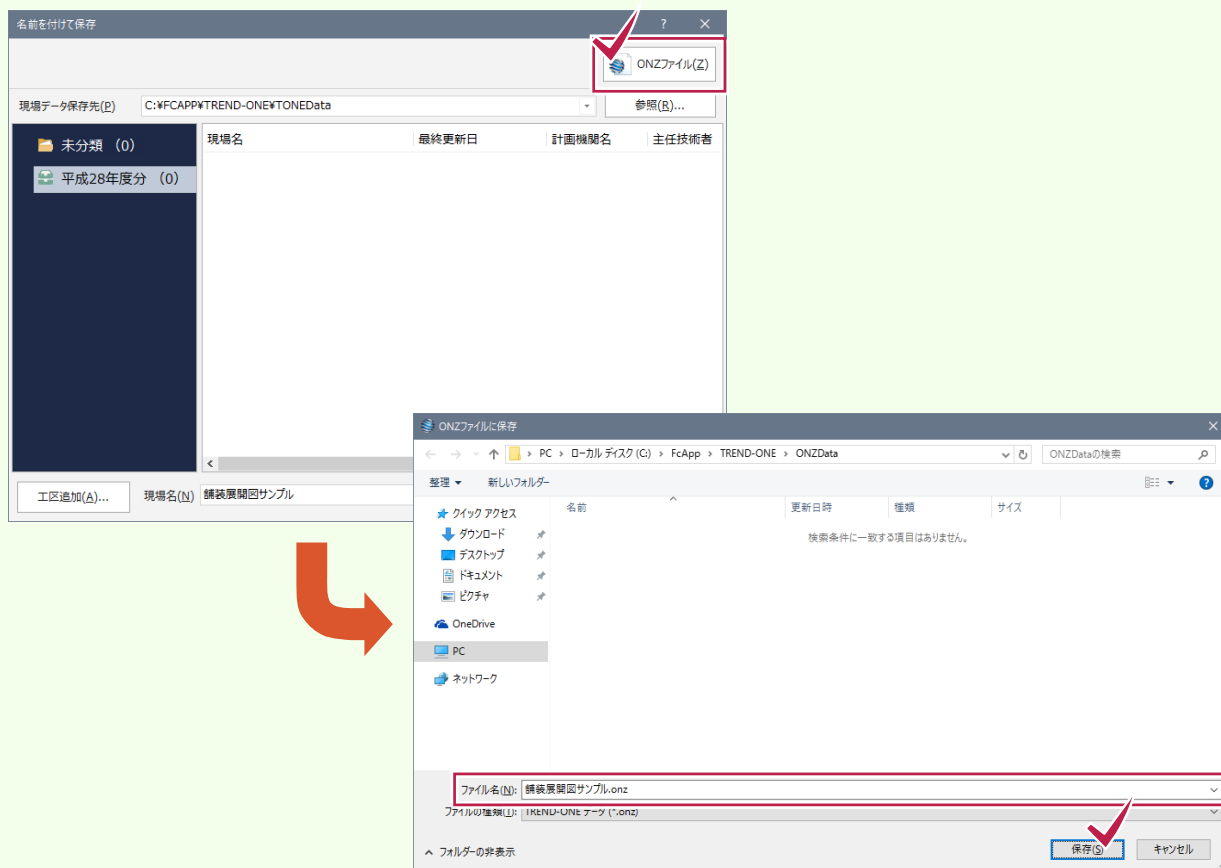 名前を付けて保存
?
ONZファイル(Z)
現場データ保存先(P) C:¥FCAPP¥TREND-ONE¥TONEData 参照(R)...
未分類 (0)
平成28年度分 (0)
現場名 最終更新日 計画機関名 主任技術者
工区追加(A)... 現場名(N) 舗装展開図サンプル
ONZファイルに保存
PC › ローカル ディスク (C:) › FcApp › TREND-ONE › ONZData ONZDataの検索
整理 新しいフォルダー
?
名前 更新日時 種類 サイズ
検索条件に一致する項目はありません。
クイック アクセス
ダウンロード
デスクトップ
ドキュメント
ピクチャ
OneDrive
PC
ネットワーク
ファイル名(N): 舗装展開図サンプル.onz
ファイルの種類(T): TREND-ONE データ (*.onz)
フォルダーの非表示
保存(S) キャンセル